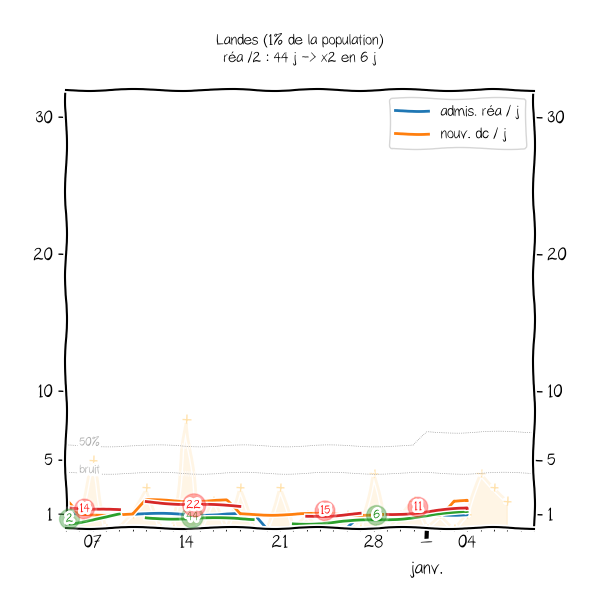 Landes (1% de la population)
réa /2 : 44 j -> x2 en 6 j
admis. réa / j
nouv. dc / j
30 30
20 20
10 10
50%
5 5
bruit
1 1
2 14 22 44 15 6 11
07 14 21 28 1 04
janv.